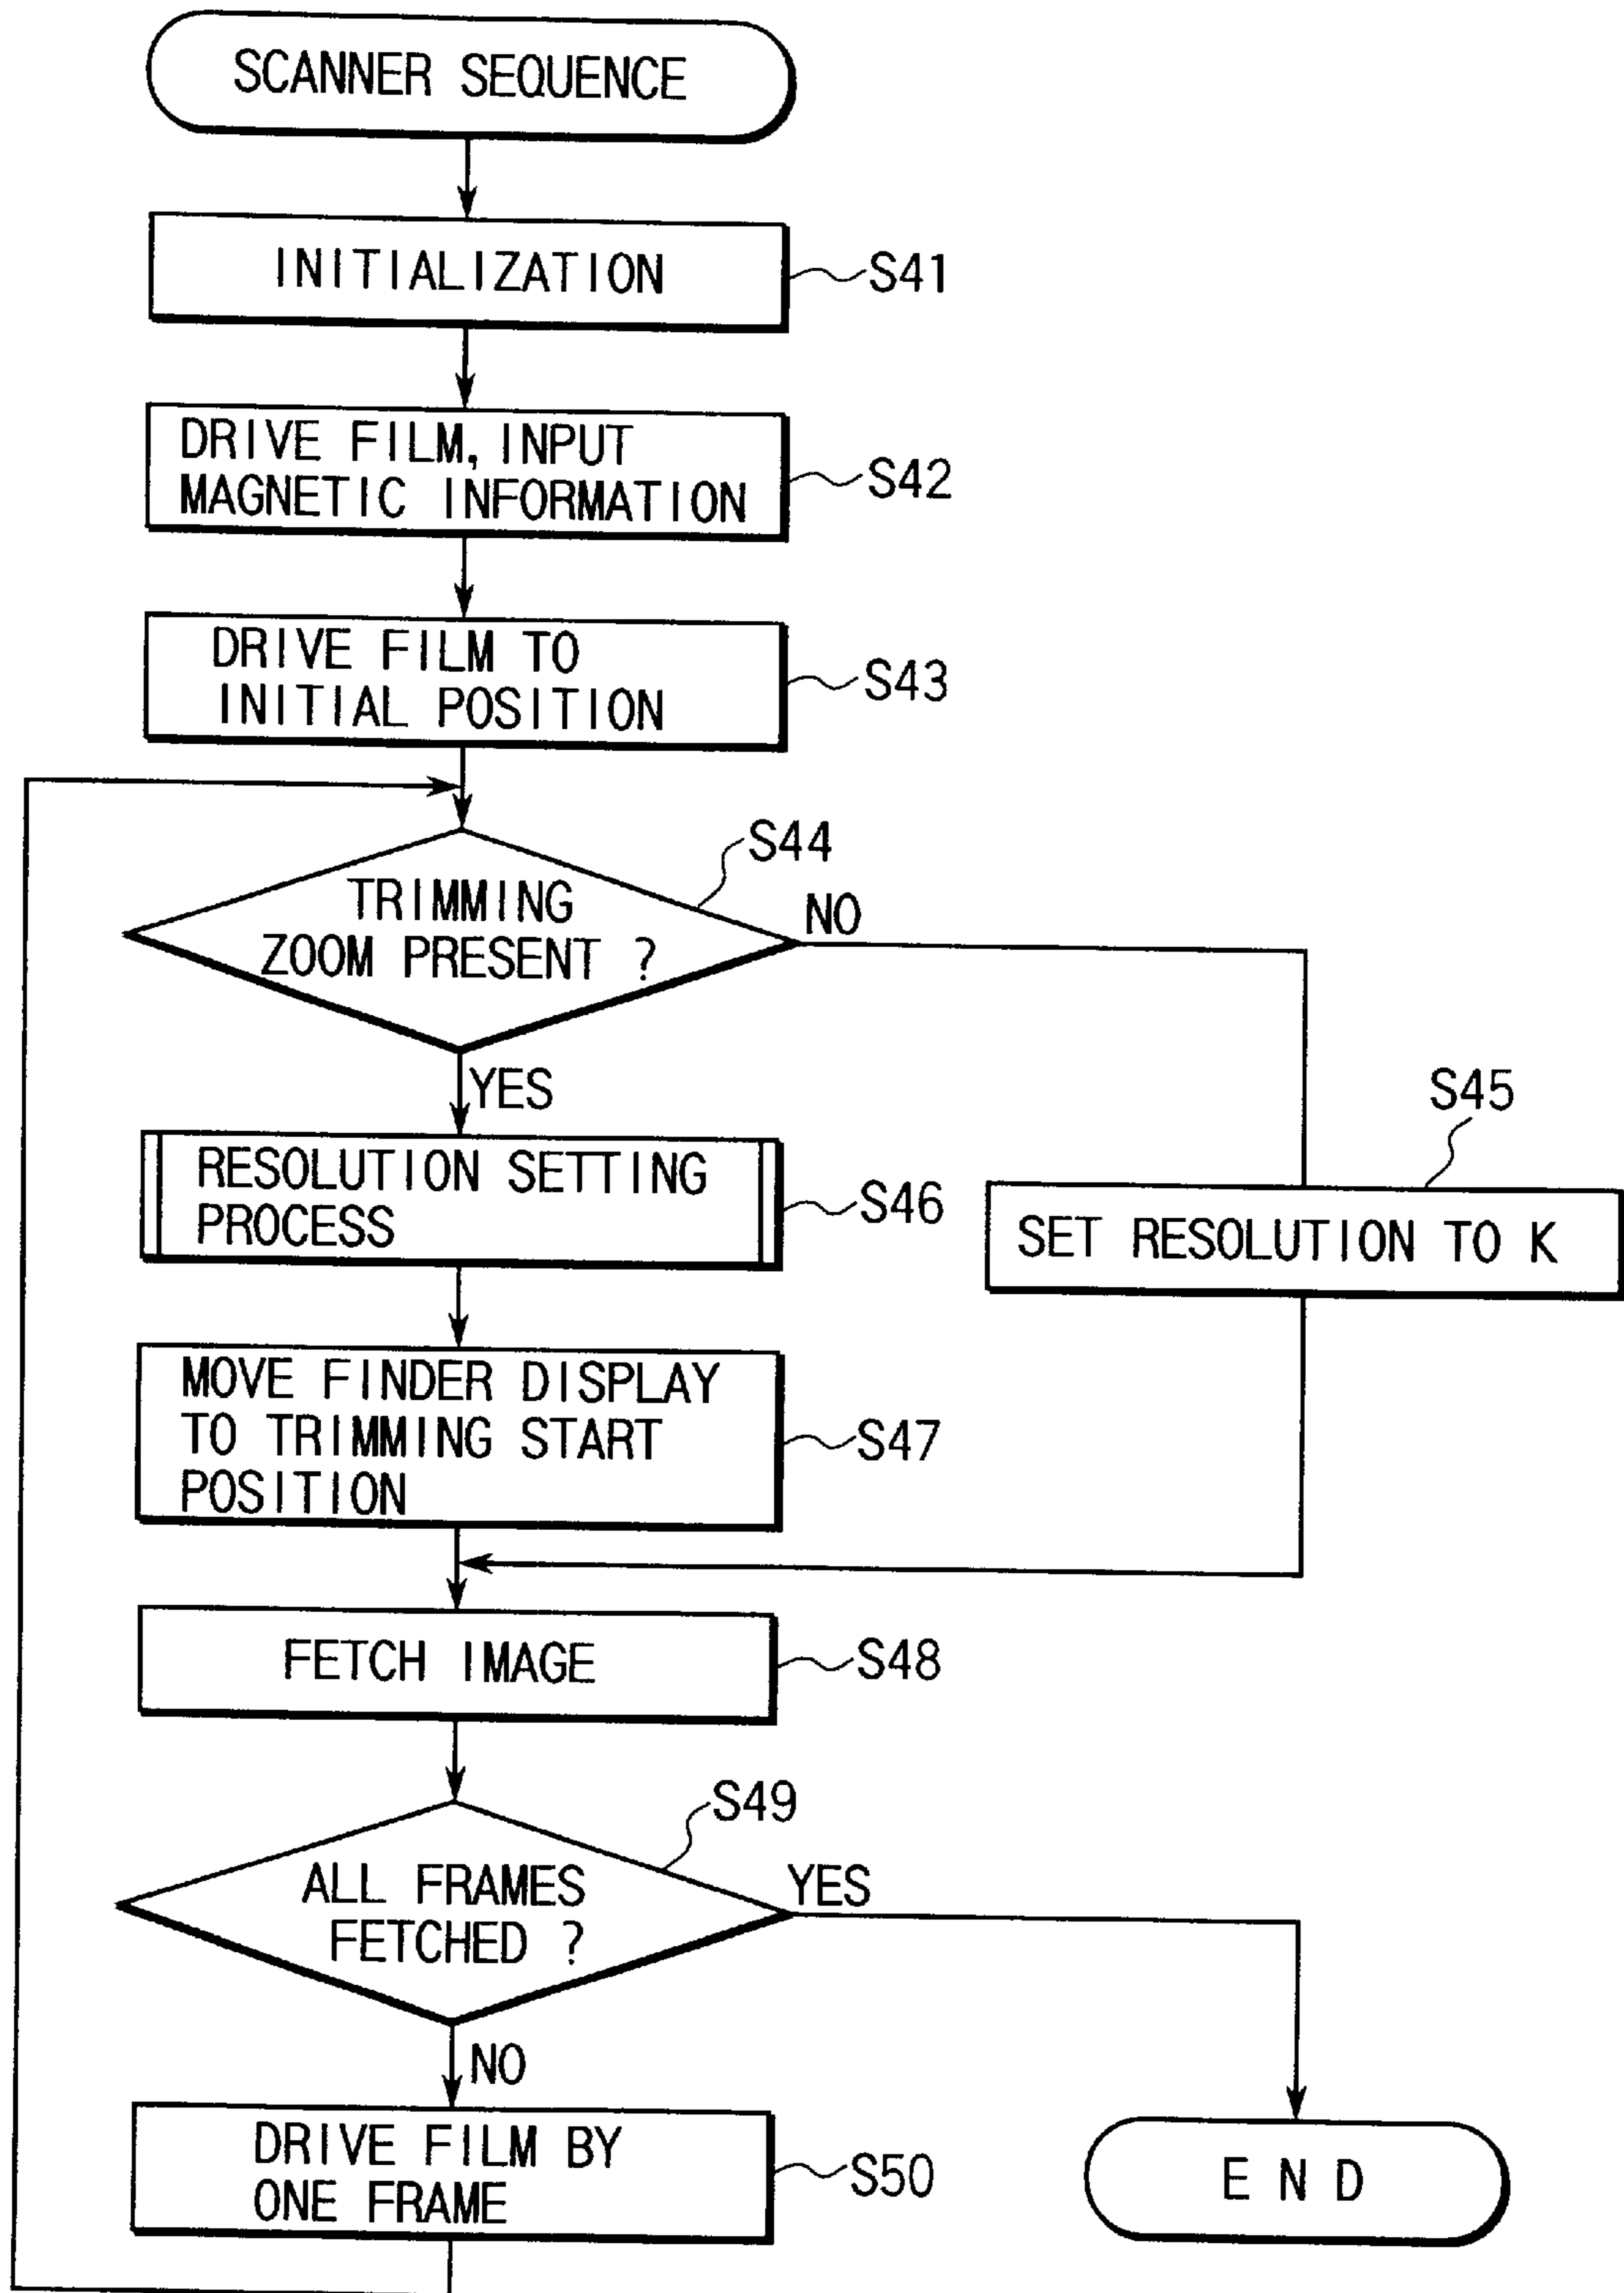 SCANNER SEQUENCE
INITIALIZATION
S41
DRIVE FILM, INPUT
MAGNETIC INFORMATION
S42
DRIVE FILM TO
INITIAL POSITION
S43
S44
TRIMMING
ZOOM PRESENT ?
NO
YES
S45
SET RESOLUTION TO K
RESOLUTION SETTING
PROCESS
S46
MOVE FINDER DISPLAY
TO TRIMMING START
POSITION
S47
FETCH IMAGE
S48
S49
ALL FRAMES
FETCHED ?
YES
NO
DRIVE FILM BY
ONE FRAME
S50
END